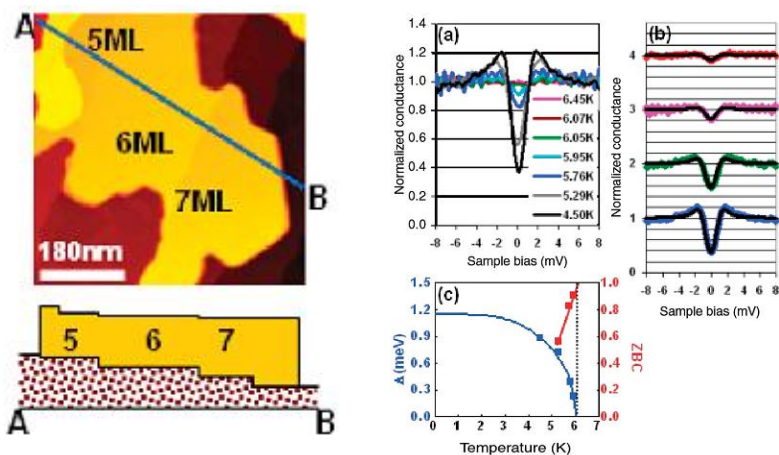 A
5ML
6ML
7ML
B
180nm
5 6 7
A B
(a)
Normalized conductance
1.4
1.2
1.0
0.8
0.6
0.4
0.2
0.0
6.45K
6.07K
6.05K
5.95K
5.76K
5.29K
4.50K
-8 -6 -4 -2 0 2 4 6 8
Sample bias (mV)
(b)
Normalized conductance
4
3
2
1
0
-8 -6 -4 -2 0 2 4 6 8
Sample bias (mV)
(c)
Δ (meV)
1.5
1.2
0.9
0.6
0.3
0.0
ZBC
1.0
0.8
0.6
0.4
0.2
0.0
0 1 2 3 4 5 6 7
Temperature (K)